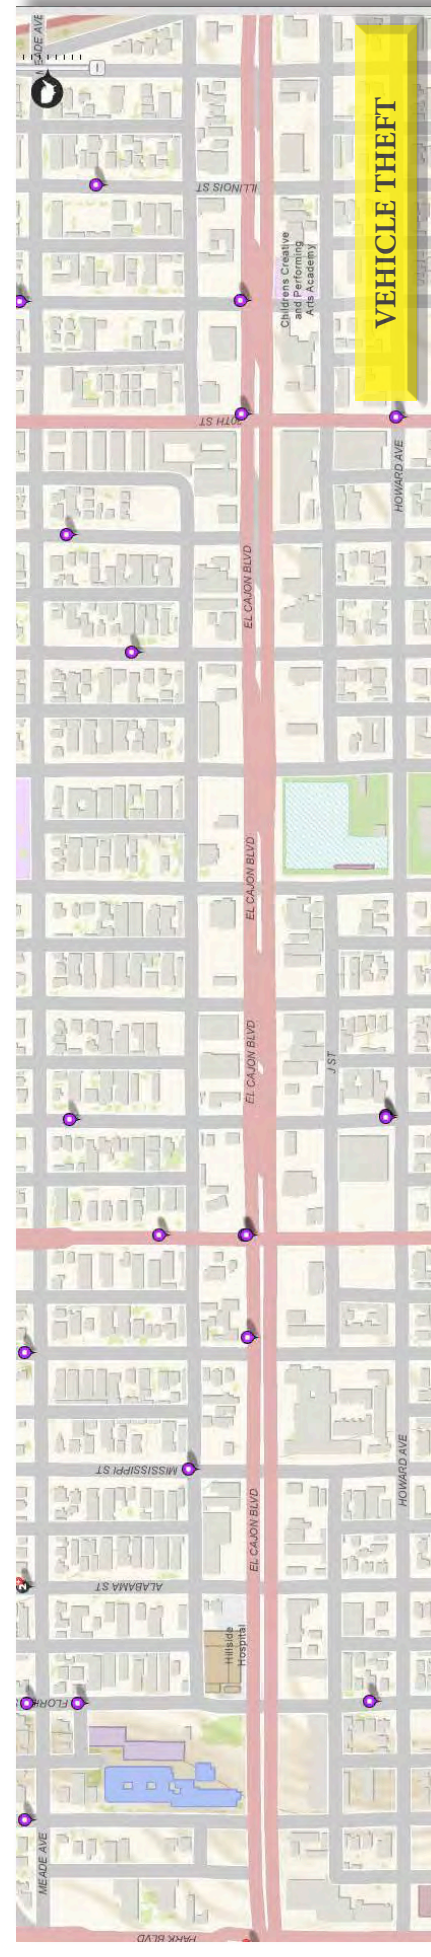 MEADE AVE
ILLINOIS ST
Childrens Creative
and Performing
Arts Academy
VEHICLE THEFT
30TH ST
HOWARD AVE
EL CAJON BLVD
EL CAJON BLVD
EL CAJON BLVD
J ST
MISSISSIPPI ST
HOWARD AVE
EL CAJON BLVD
ALABAMA ST
Hillside
Hospital
MEADE AVE
PARK BLVD